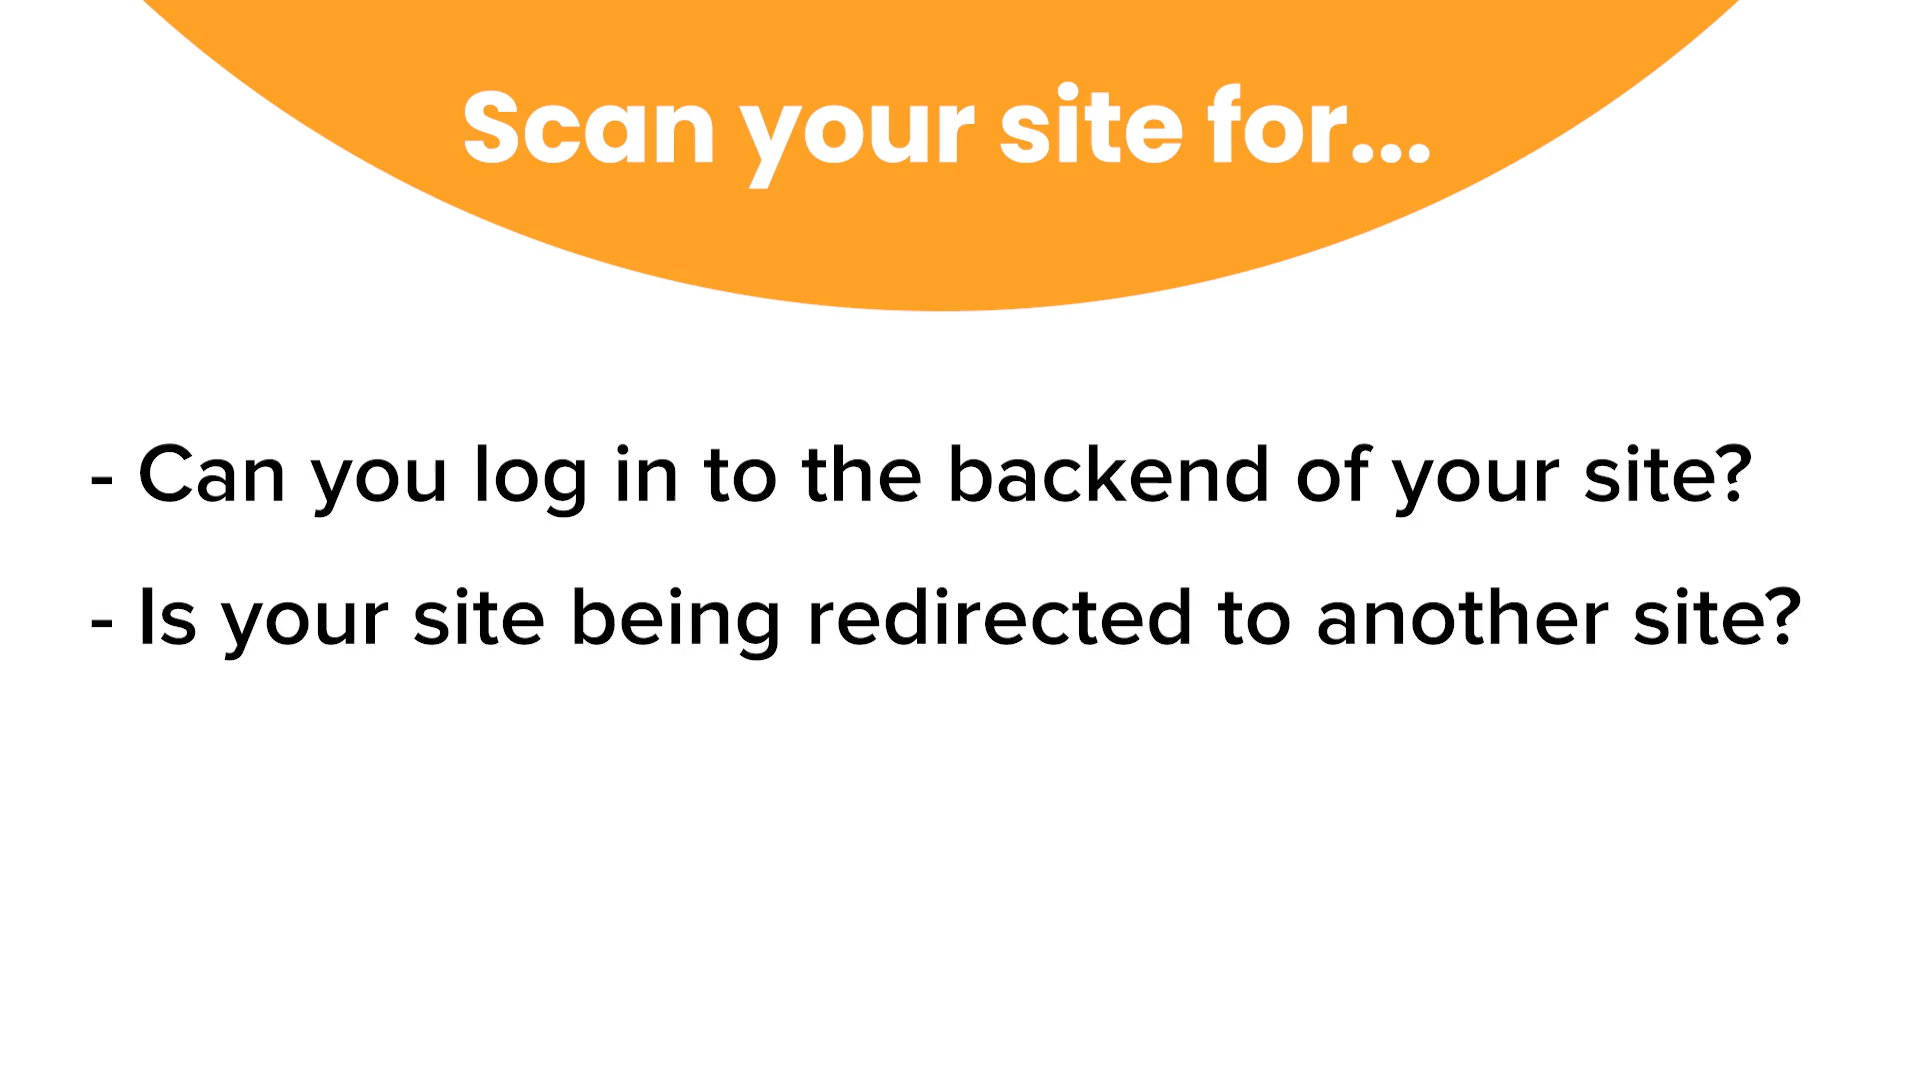 Scan your site for...
- Can you log in to the backend of your site?
- Is your site being redirected to another site?